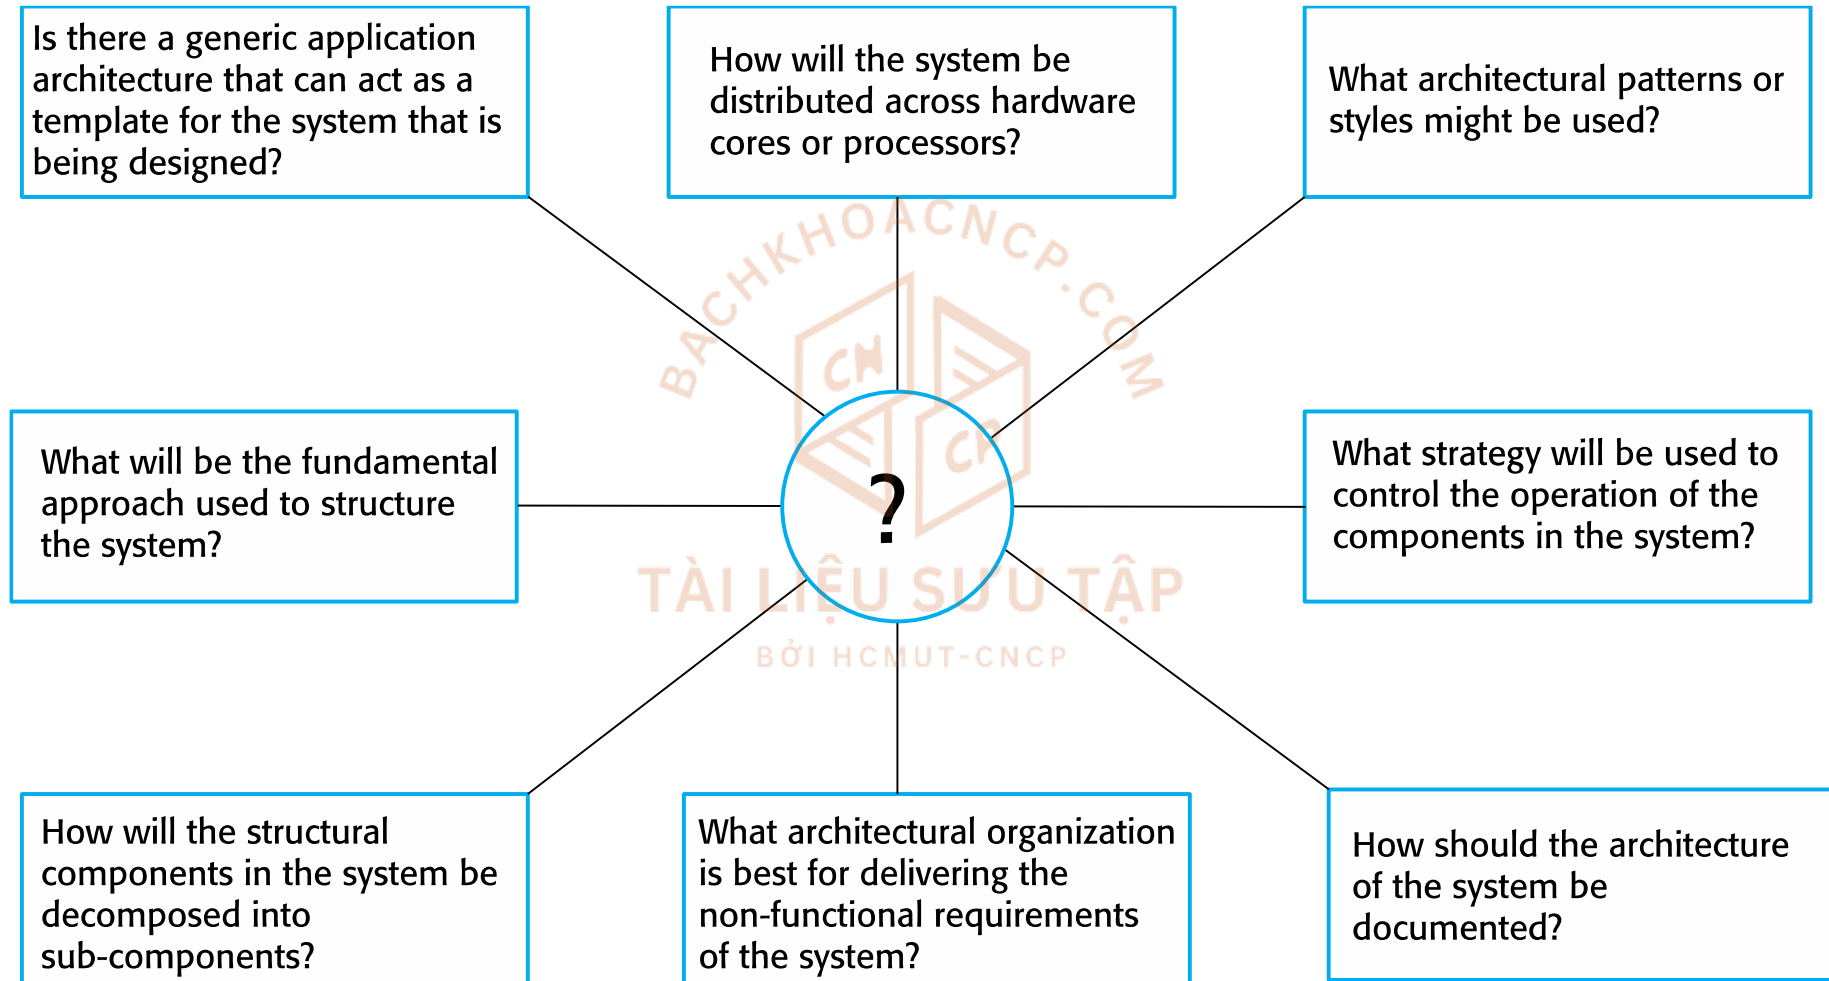 Is there a generic application
architecture that can act as a
template for the system that is
being designed?
How will the system be
distributed across hardware
cores or processors?
What architectural patterns or
styles might be used?
BACHKHOACNCP.COM
CN
CP
What will be the fundamental
approach used to structure
the system?
?
What strategy will be used to
control the operation of the
components in the system?
TÀI LIỆU SƯU TẬP
BỞI HCMUT-CNCP
How will the structural
components in the system be
decomposed into
sub-components?
What architectural organization
is best for delivering the
non-functional requirements
of the system?
How should the architecture
of the system be
documented?